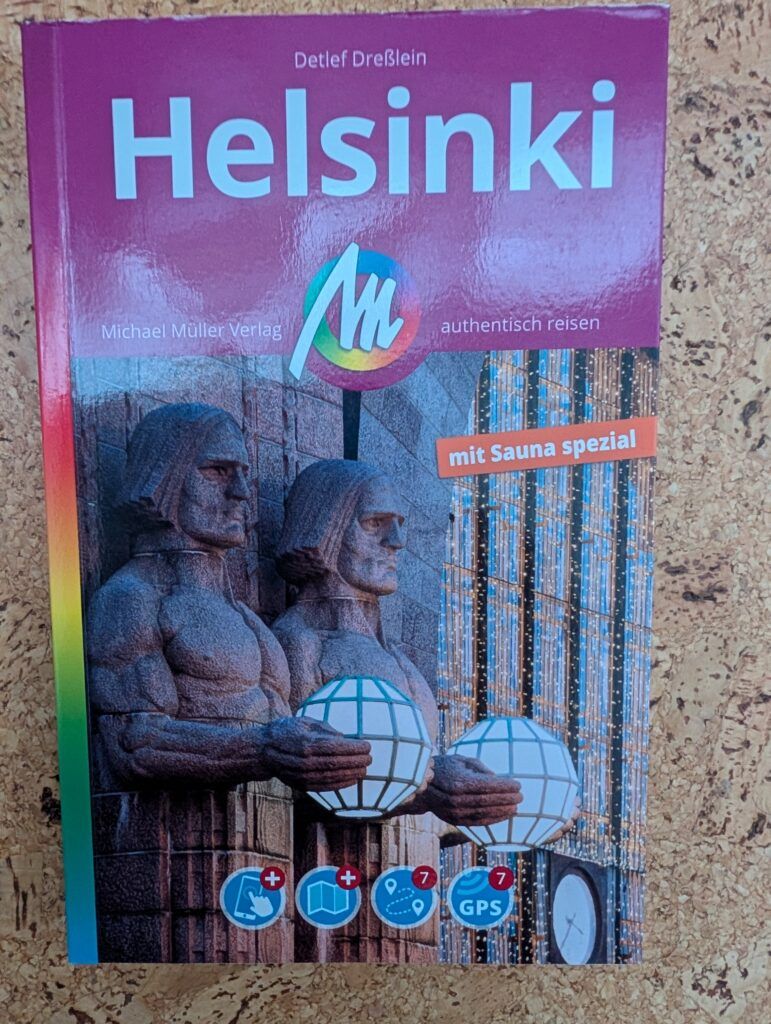 Detlef Dreßlein
Helsinki
Michael Müller Verlag
authentisch reisen
mit Sauna spezial
+
+
7
7
GPS